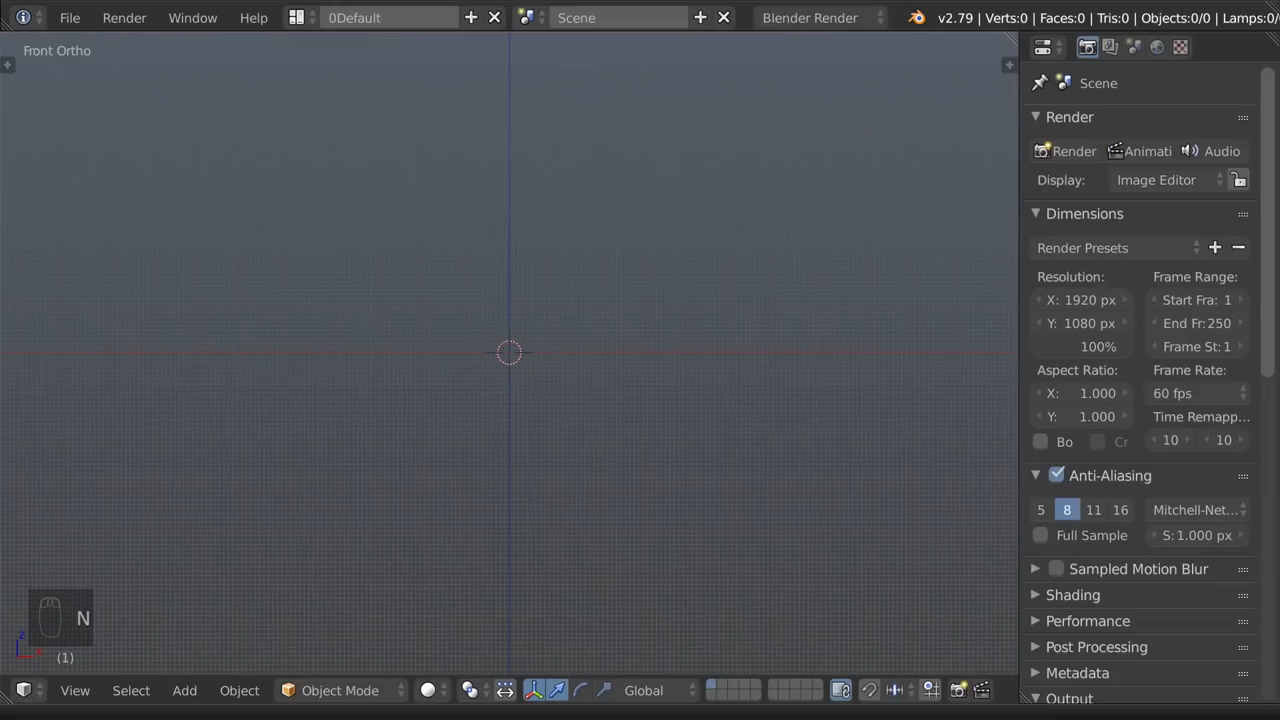 File Render Window Help 0Default Scene Blender Render v2.79 | Verts:0 | Faces:0 | Tris:0 | Objects:0/0 | Lamps:0/
Front Ortho
Scene
Render
Render Animati Audio
Display: Image Editor
Dimensions
Render Presets
Resolution: Frame Range:
X: 1920 px Start Fra: 1
Y: 1080 px End Fr:250
100% Frame St: 1
Aspect Ratio: Frame Rate:
X: 1.000 60 fps
Y: 1.000 Time Remapp...
Bo Cr 10 10
Anti-Aliasing
5 8 11 16 Mitchell-Net...
Full Sample S: 1.000 px
Sampled Motion Blur
Shading
Performance
Post Processing
Metadata
Output
N
z
x
(1)
View Select Add Object Object Mode Global